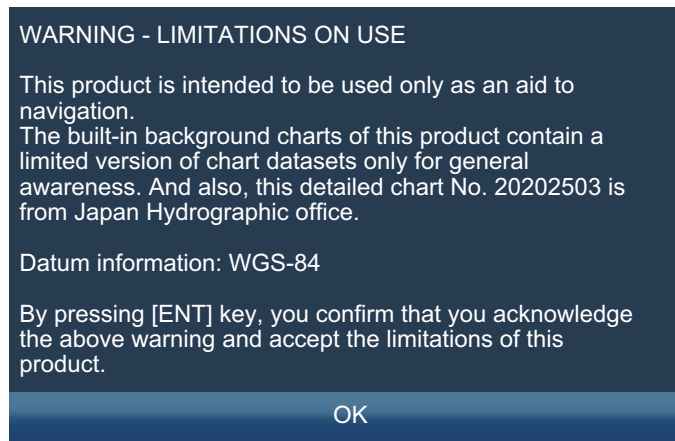 WARNING - LIMITATIONS ON USE
This product is intended to be used only as an aid to
navigation.
The built-in background charts of this product contain a
limited version of chart datasets only for general
awareness. And also, this detailed chart No. 20202503 is
from Japan Hydrographic office.
Datum information: WGS-84
By pressing [ENT] key, you confirm that you acknowledge
the above warning and accept the limitations of this
product.
OK